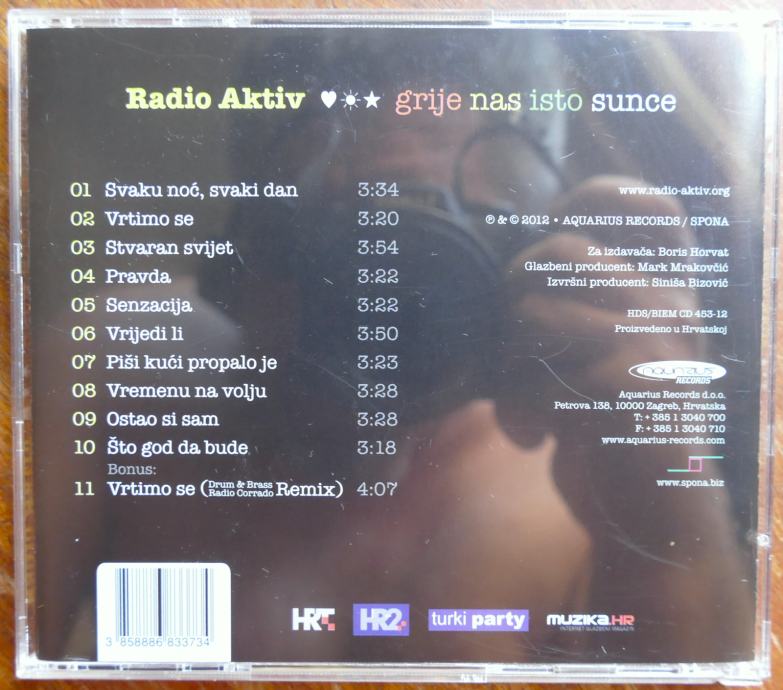 Radio Aktiv ♥☀★ grije nas isto sunce
01 Svaku noć, svaki dan 3:34
02 Vrtimo se 3:20
03 Stvaran svijet 3:54
04 Pravda 3:22
05 Senzacija 3:22
06 Vrijedi li 3:50
07 Piši kući propalo je 3:23
08 Vremenu na volju 3:28
09 Ostao si sam 3:28
10 Što god da bude 3:18
Bonus:
11 Vrtimo se (Drum & Brass Radio Corrado Remix) 4:07
www.radio-aktiv.org
℗ & © 2012 • AQUARIUS RECORDS / SPONA
Za izdavača: Boris Horvat
Glazbeni producent: Mark Mrakovčić
Izvršni producent: Siniša Bizović
HDS/BIEM CD 453-12
Proizvedeno u Hrvatskoj
aquarius
RECORDS
Aquarius Records d.o.o.
Petrova 138, 10000 Zagreb, Hrvatska
T: + 385 1 3040 700
F: + 385 1 3040 710
www.aquarius-records.com
www.spona.biz
3 858886 833734
HRT HR2 turki party muzika.HR
INTERNET GLAZBENI MAGAZIN